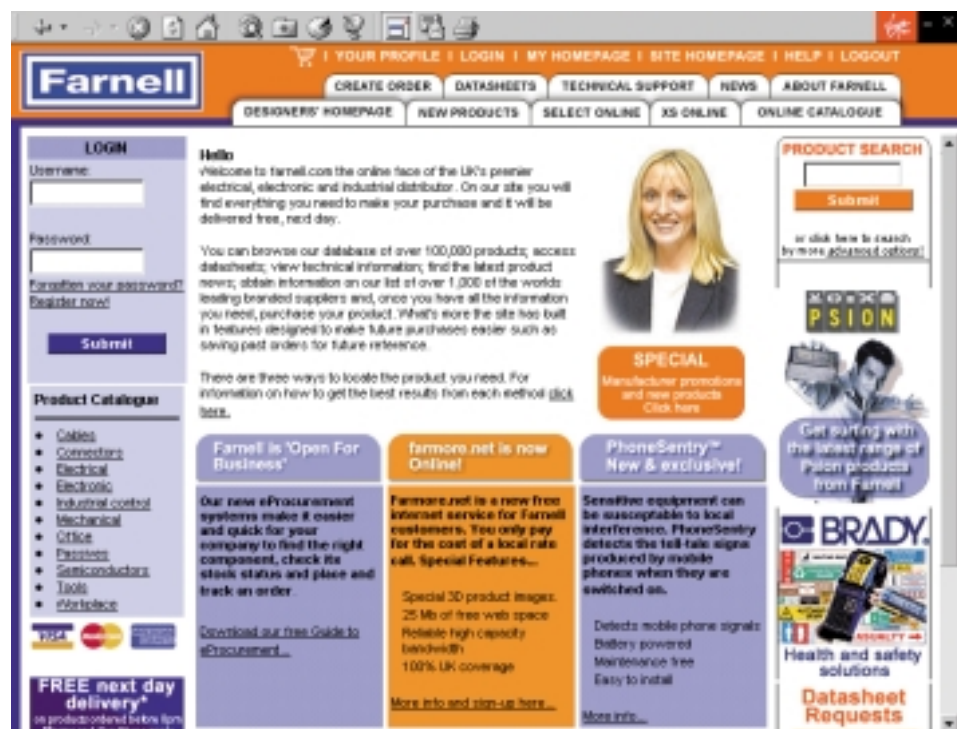 YOUR PROFILE | LOGIN | MY HOMEPAGE | SITE HOMEPAGE | HELP | LOGOUT
Farnell
CREATE ORDER
DATASHEETS
TECHNICAL SUPPORT
NEWS
ABOUT FARNELL
DESIGNERS' HOMEPAGE
NEW PRODUCTS
SELECT ONLINE
XS ONLINE
ONLINE CATALOGUE
LOGIN
Username:
Password:
Forgotten your password?
Register now!
Submit
Product Catalogue
Cables
Connectors
Electrical
Electronic
Industrial control
Mechanical
Office
Passives
Semiconductors
Tools
Workplace
VISA
FREE next day
delivery*
on products ordered before 8pm
Hello
Welcome to farnell.com the online face of the UK's premier
electrical, electronic and industrial distributor. On our site you will
find everything you need to make your purchase and it will be
delivered free, next day.
You can browse our database of over 100,000 products; access
datasheets; view technical information; find the latest product
news; obtain information on our list of over 1,000 of the worlds
leading branded suppliers and, once you have all the information
you need, purchase your product. What's more the site has built
in features designed to make future purchases easier such as
saving past orders for future reference.
There are three ways to locate the product you need. For
information on how to get the best results from each method click
here.
SPECIAL
Manufacturer promotions
and new products
Click here
Farnell is 'Open For
Business'
Our new eProcurement
systems make it easier
and quick for your
company to find the right
component, check its
stock status and place and
track an order.
Download our free Guide to
eProcurement...
farmore.net is now
Online!
Farmore.net is a new free
internet service for Farnell
customers. You only pay
for the cost of a local rate
call. Special Features...
Special 3D product images.
25 Mb of free web space
Reliable high capacity
bandwidth
100% UK coverage
More info and sign-up here...
PhoneSentry™
New & exclusive!
Sensitive equipment can
be susceptable to local
interference. PhoneSentry
detects the tell-tale signs
produced by mobile
phones when they are
switched on.
Detects mobile phone signals
Battery powered
Maintenance free
Easy to install
More info...
PRODUCT SEARCH
Submit
or click here to search
by more advanced options!
PSION
Get surfing with
the latest range of
Psion products
from Farnell
BRADY.
CASUALTY
Health and safety
solutions
Datasheet
Requests